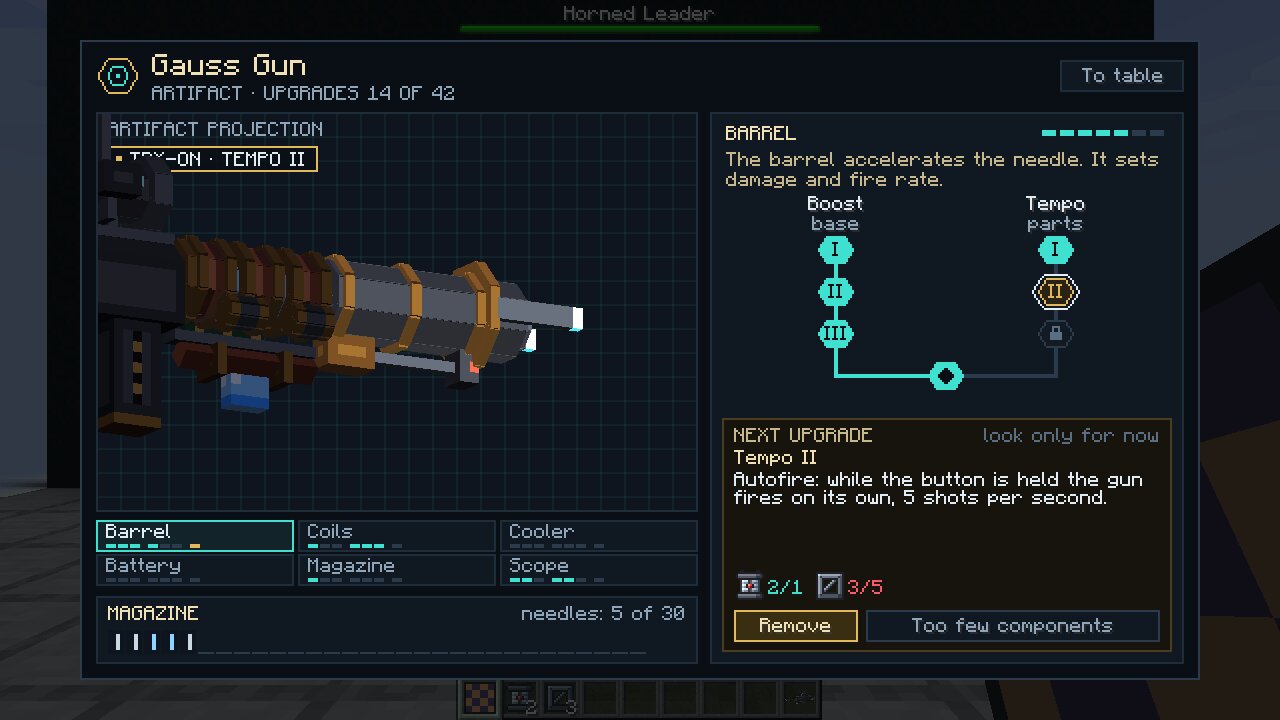 Horned Leader
Gauss Gun
ARTIFACT · UPGRADES 14 OF 42
To table
ARTIFACT PROJECTION
TRY-ON · TEMPO II
BARREL
The barrel accelerates the needle. It sets
damage and fire rate.
Boost
base
Tempo
parts
I
I
II
II
III
NEXT UPGRADE
look only for now
Tempo II
Autofire: while the button is held the gun
fires on its own, 5 shots per second.
2/1
3/5
Remove
Too few components
Barrel
Coils
Cooler
Battery
Magazine
Scope
MAGAZINE
needles: 5 of 30
2
3